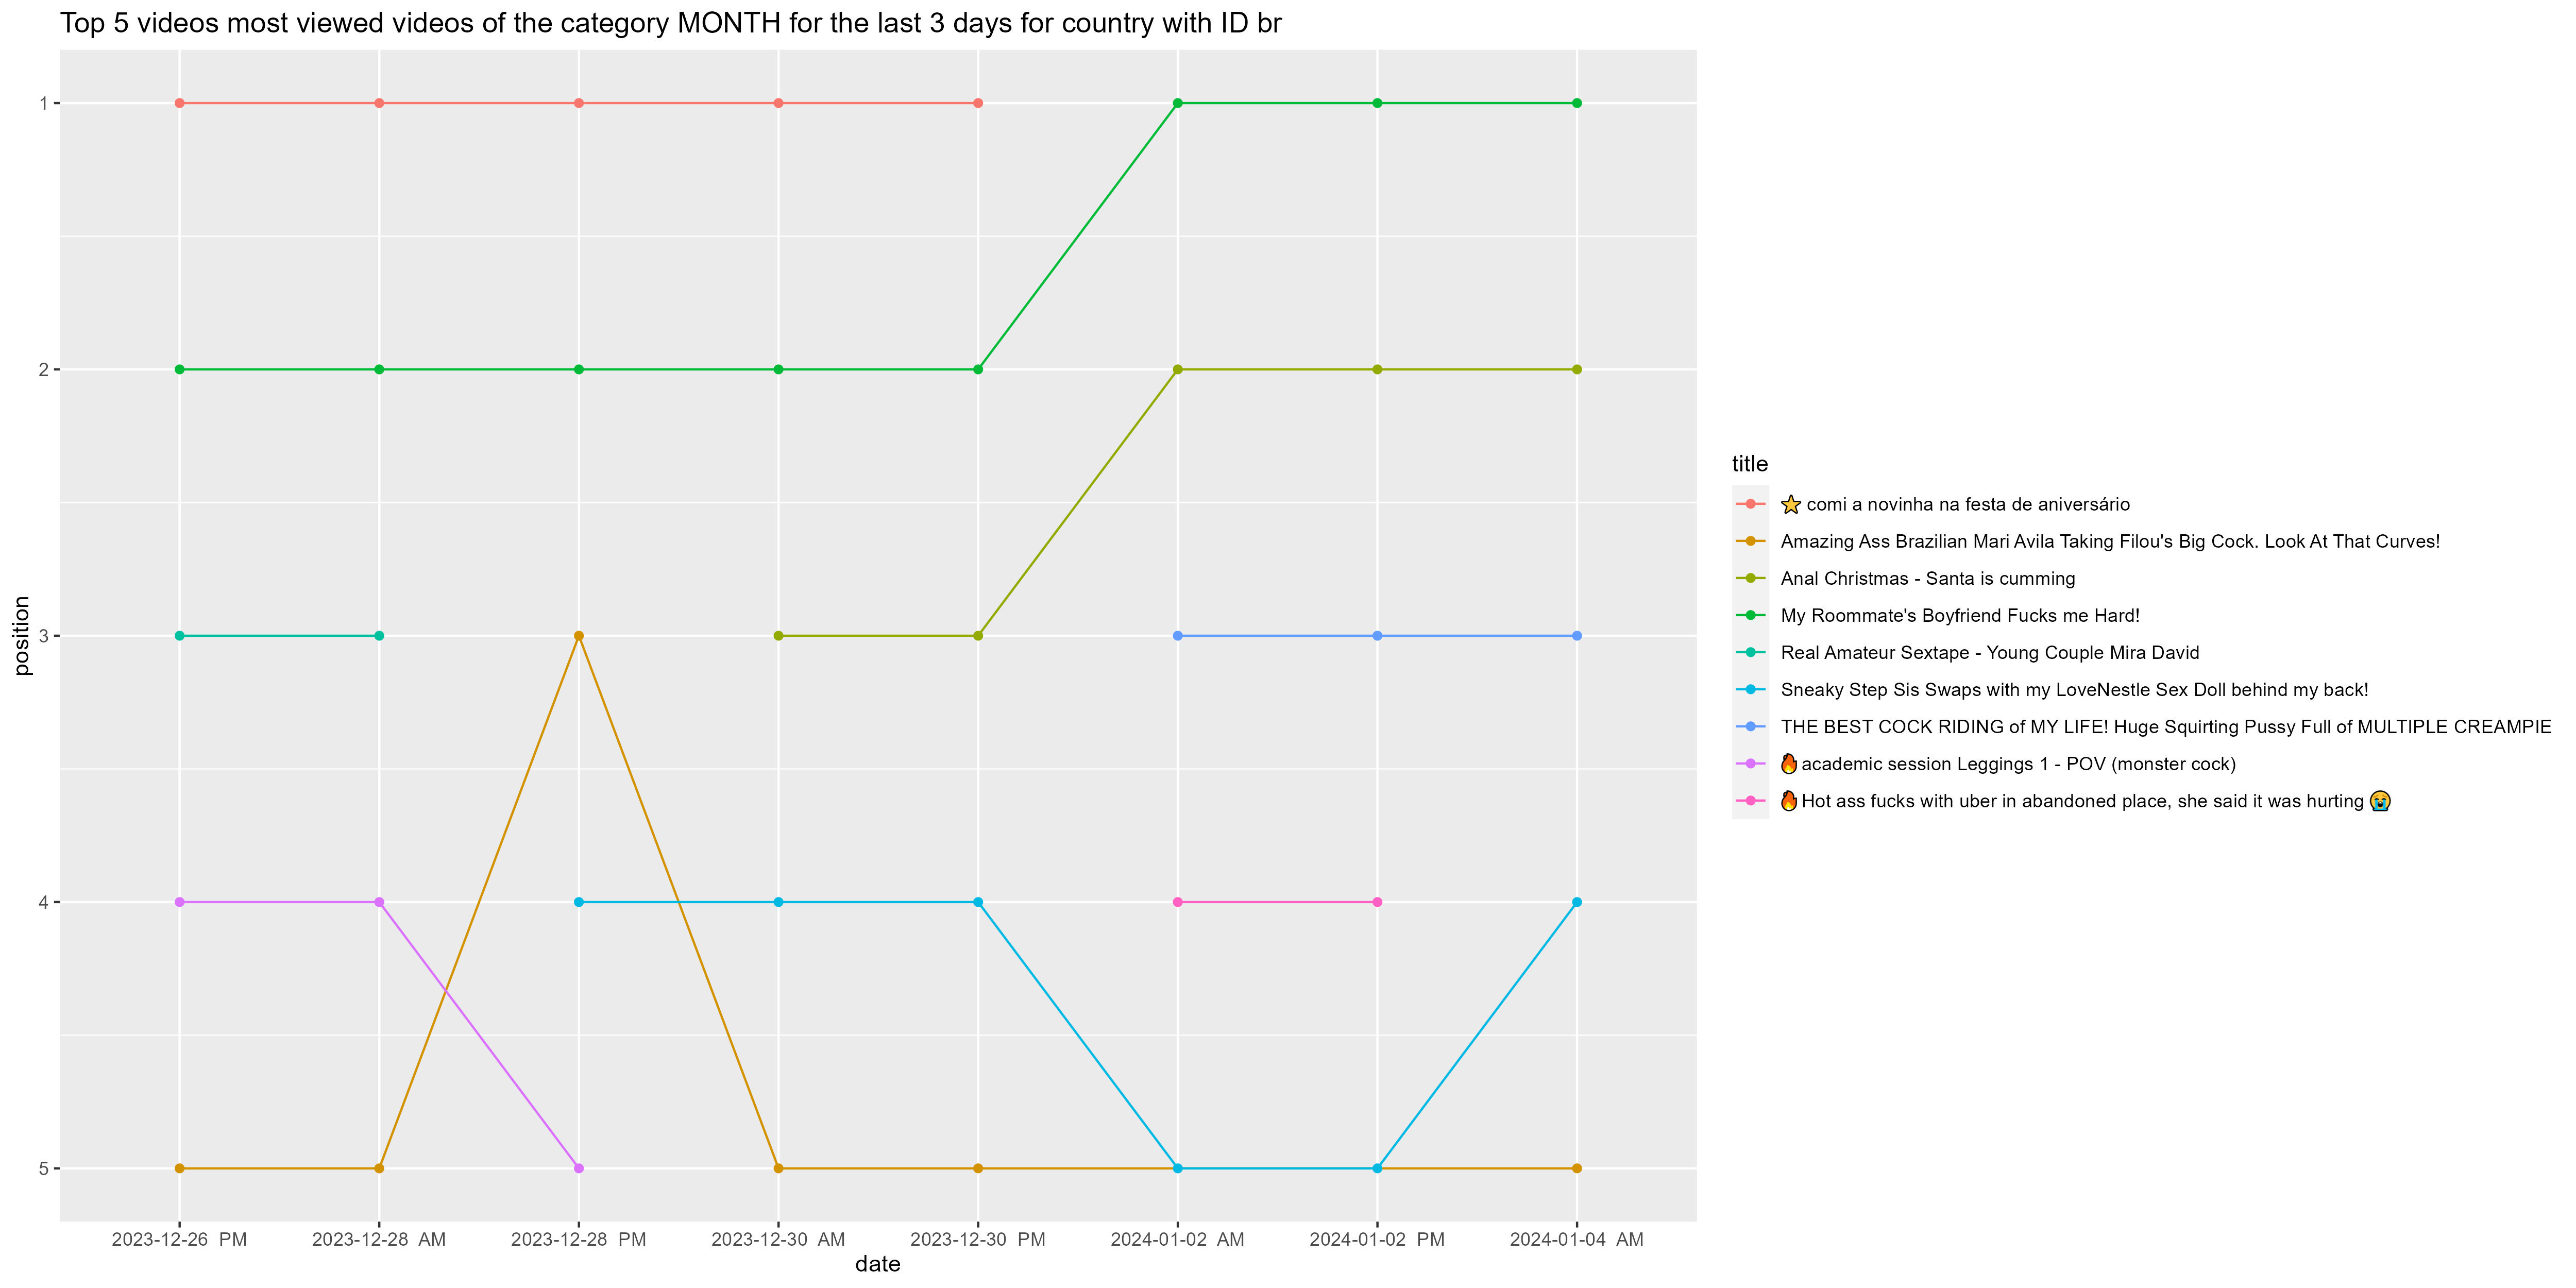 Top 5 videos most viewed videos of the category MONTH for the last 3 days for country with ID br
position
1
2
3
4
5
2023-12-26 PM
2023-12-28 AM
2023-12-28 PM
2023-12-30 AM
2023-12-30 PM
2024-01-02 AM
2024-01-02 PM
2024-01-04 AM
date
title
⭐ comi a novinha na festa de aniversário
Amazing Ass Brazilian Mari Avila Taking Filou's Big Cock. Look At That Curves!
Anal Christmas - Santa is cumming
My Roommate's Boyfriend Fucks me Hard!
Real Amateur Sextape - Young Couple Mira David
Sneaky Step Sis Swaps with my LoveNestle Sex Doll behind my back!
THE BEST COCK RIDING of MY LIFE! Huge Squirting Pussy Full of MULTIPLE CREAMPIE
🔥academic session Leggings 1 - POV (monster cock)
🔥Hot ass fucks with uber in abandoned place, she said it was hurting 😭